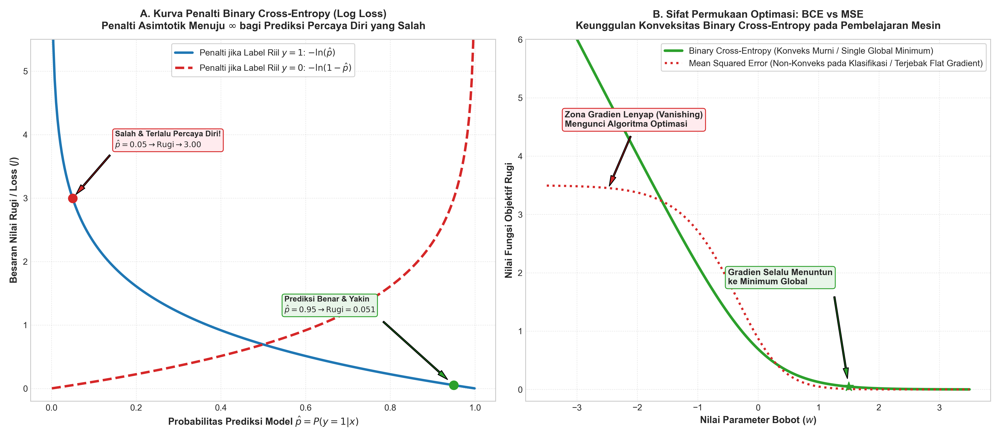 A. Kurva Penalti Binary Cross-Entropy (Log Loss)
Penalti Asimtotik Menuju ∞ bagi Prediksi Percaya Diri yang Salah
Penalti jika Label Riil y = 1: −ln(p̂)
Penalti jika Label Riil y = 0: −ln(1 − p̂)
Salah & Terlalu Percaya Diri!
p̂ = 0.05 → Rugi → 3.00
Prediksi Benar & Yakin
p̂ = 0.95 → Rugi = 0.051
Besaran Nilai Rugi / Loss (J)
5
4
3
2
1
0
0.0 0.2 0.4 0.6 0.8 1.0
Probabilitas Prediksi Model p̂ = P(y = 1|x)
B. Sifat Permukaan Optimasi: BCE vs MSE
Keunggulan Konveksitas Binary Cross-Entropy pada Pembelajaran Mesin
Binary Cross-Entropy (Konveks Murni / Single Global Minimum)
Mean Squared Error (Non-Konveks pada Klasifikasi / Terjebak Flat Gradient)
Zona Gradien Lenyap (Vanishing)
Mengunci Algoritma Optimasi
Gradien Selalu Menuntun
ke Minimum Global
Nilai Fungsi Objektif Rugi
6
5
4
3
2
1
0
−3 −2 −1 0 1 2 3
Nilai Parameter Bobot (w)